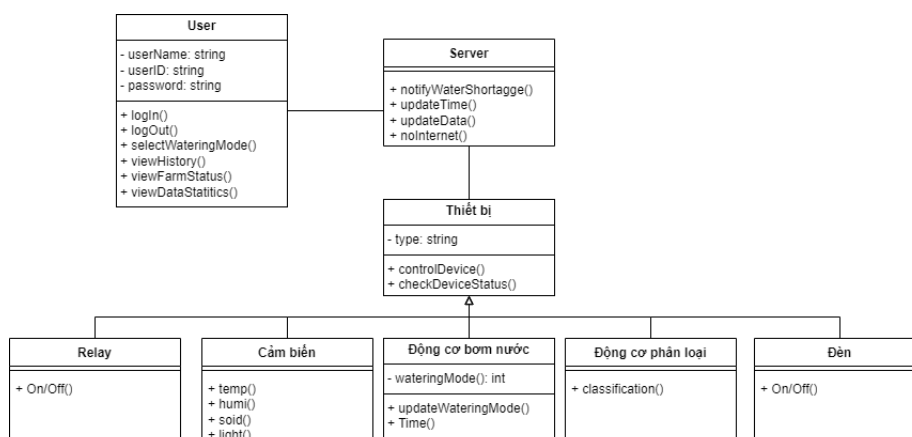 User
- userName: string
- userID: string
- password: string
+ logIn()
+ logOut()
+ selectWateringMode()
+ viewHistory()
+ viewFarmStatus()
+ viewDataStatitics()
Server
+ notifyWaterShortagge()
+ updateTime()
+ updateData()
+ noInternet()
Thiết bị
- type: string
+ controlDevice()
+ checkDeviceStatus()
Relay
+ On/Off()
Cảm biến
+ temp()
+ humi()
+ soid()
+ light()
Động cơ bơm nước
- wateringMode(): int
+ updateWateringMode()
+ Time()
Động cơ phân loại
+ classification()
Đèn
+ On/Off()